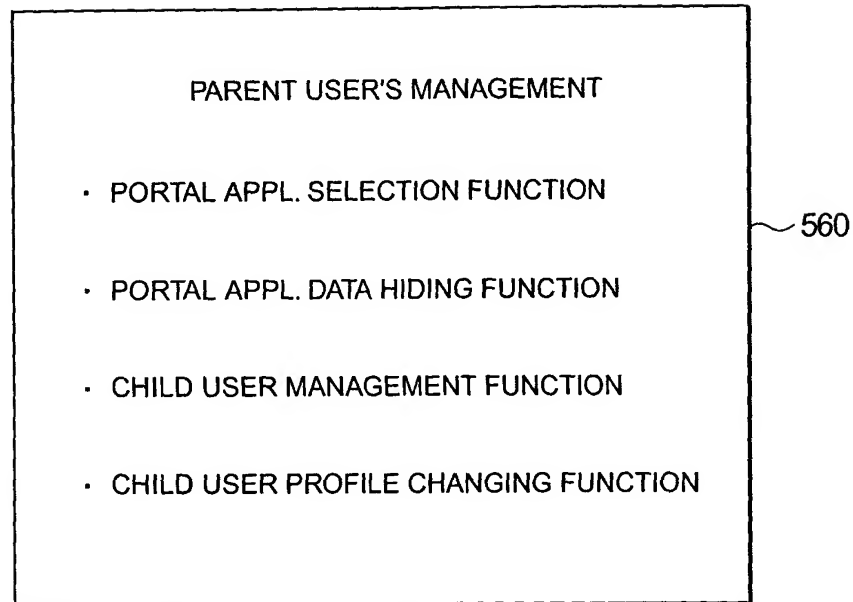 PARENT USER'S MANAGEMENT
· PORTAL APPL. SELECTION FUNCTION
560
· PORTAL APPL. DATA HIDING FUNCTION
· CHILD USER MANAGEMENT FUNCTION
· CHILD USER PROFILE CHANGING FUNCTION